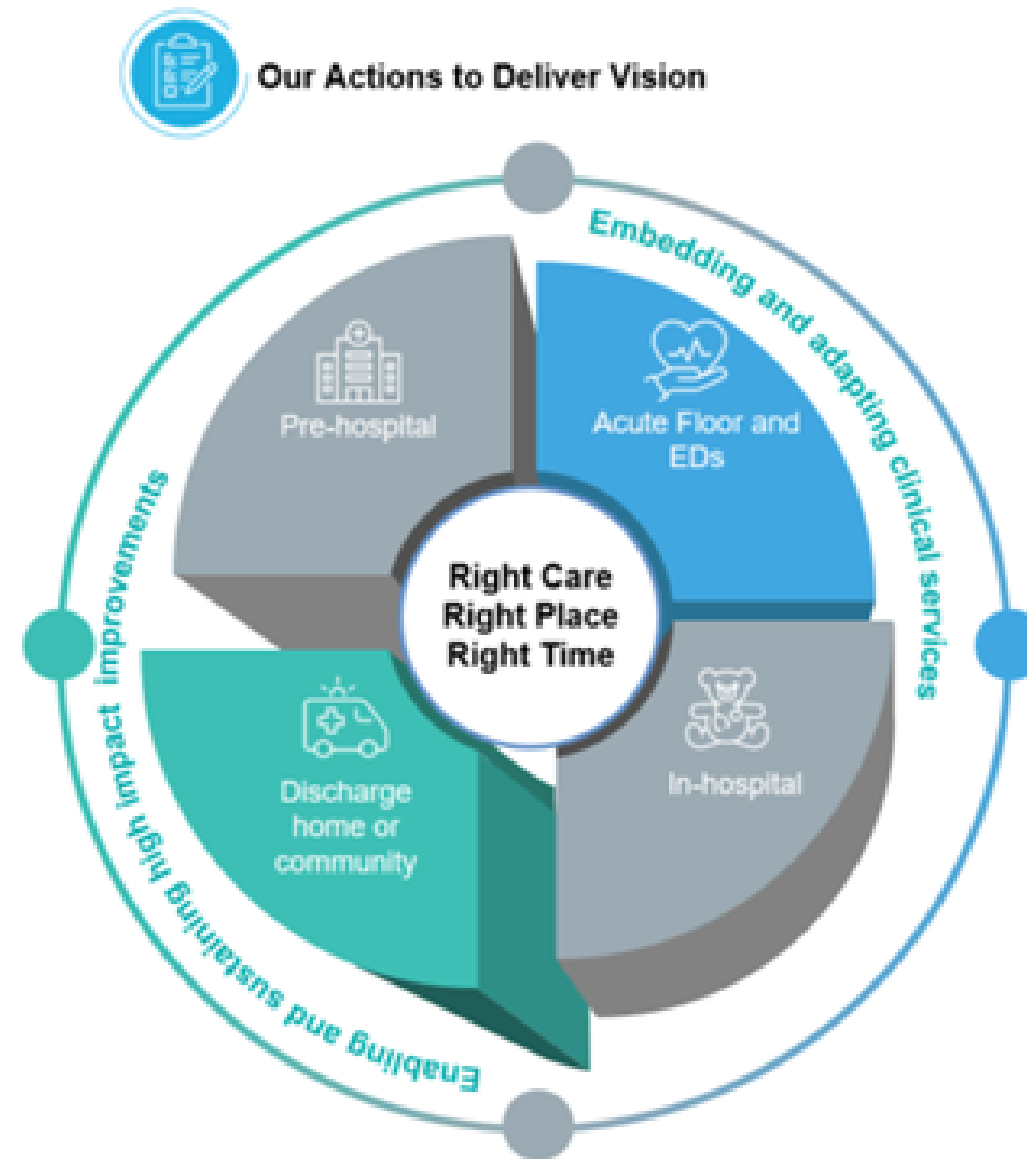 Our Actions to Deliver Vision
Embedding and adapting clinical services
Pre-hospital
Acute Floor and
EDs
Right Care
Right Place
Right Time
In-hospital
Discharge
home or
community
Enabling and sustaining high impact improvements